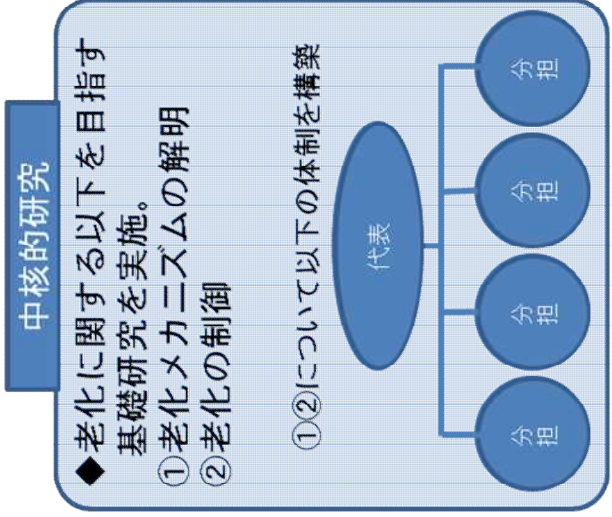 中核的研究
◆老化に関する以下を目指す
基礎研究を実施。
①老化メカニズムの解明
②老化の制御
①②について以下の体制を構築
代表
分担
分担
分担
分担